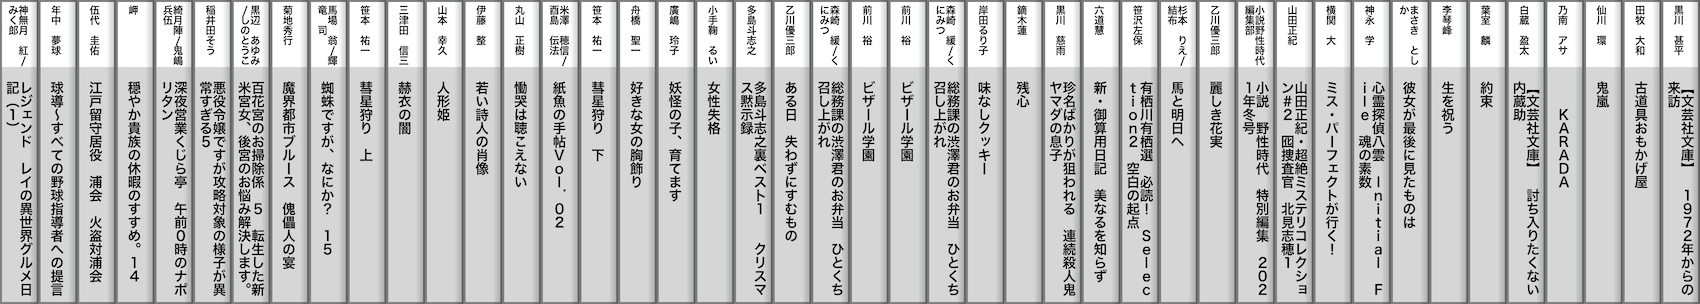 黒川 甚平
【文芸社文庫】 1972年からの
来訪
田牧 大和
古道具おもかげ屋
仙川 環
鬼嵐
乃南 アサ
KARADA
白蔵 盈太
【文芸社文庫】 討ち入りたくない
内蔵助
葉室 麟
約束
李琴峰
生を祝う
まさき とし
か
彼女が最後に見たものは
神永 学
心霊探偵八雲 Initial F
ile 魂の素数
横関 大
ミス・パーフェクトが行く!
山田正紀
山田正紀・超絶ミステリコレクショ
ン#2 囮捜査官 北見志穂1
小説野性時代
編集部
小説 野性時代 特別編集 202
1年冬号
乙川優三郎
麗しき花実
杉本 りえ/
結布
馬と明日へ
笹沢左保
有栖川有栖選 必読! Selec
tion2 空白の起点
六道慧
新・御算用日記 美なるを知らず
黒川 慈雨
珍名ばかりが狙われる 連続殺人鬼
ヤマダの息子
鏑木蓮
残心
岸田るり子
味なしクッキー
森崎 緩/く
にみつ
総務課の渋澤君のお弁当 ひとくち
召し上がれ
前川 裕
ビザール学園
前川 裕
ビザール学園
森崎 緩/く
にみつ
総務課の渋澤君のお弁当 ひとくち
召し上がれ
乙川優三郎
ある日 失わずにすむもの
多島斗志之
多島斗志之裏ベスト1 クリスマ
ス黙示録
小手鞠 るい
女性失格
廣嶋 玲子
妖怪の子、育てます
舟橋 聖一
好きな女の胸飾り
笹本 祐一
彗星狩り 下
米澤 穂信/
酉島 伝法
紙魚の手帖Vol.02
丸山 正樹
慟哭は聴こえない
伊藤 整
若い詩人の肖像
山本 幸久
人形姫
三津田 信三
赫衣の闇
笹本 祐一
彗星狩り 上
馬場 翁/輝
竜 司
蜘蛛ですが、なにか? 15
菊地秀行
魔界都市ブルース 傀儡人の宴
黒辺 あゆみ
/しのとうこ
百花宮のお掃除係 5 転生した新
米宮女、後宮のお悩み解決します。
稲井田そう
悪役令嬢ですが攻略対象の様子が異
常すぎる5
綺月陣/鬼嶋
兵伍
深夜営業くじら亭 午前0時のナポ
リタン
岬
穏やか貴族の休暇のすすめ。14
伍代 圭佑
江戸留守居役 浦会 火盗対浦会
年中 夢球
球導〜すべての野球指導者への提言
神無月 紅/
みく郎
レジェンド レイの異世界グルメ日
記(1)